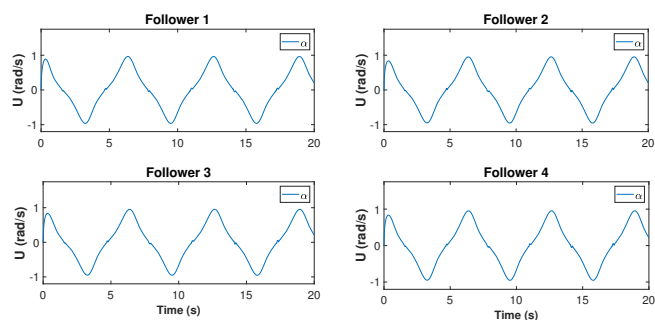 Follower 1
α
U (rad/s)
1
0
-1
0 5 10 15 20
Follower 2
α
U (rad/s)
1
0
-1
0 5 10 15 20
Follower 3
α
U (rad/s)
1
0
-1
0 5 10 15 20
Time (s)
Follower 4
α
U (rad/s)
1
0
-1
0 5 10 15 20
Time (s)